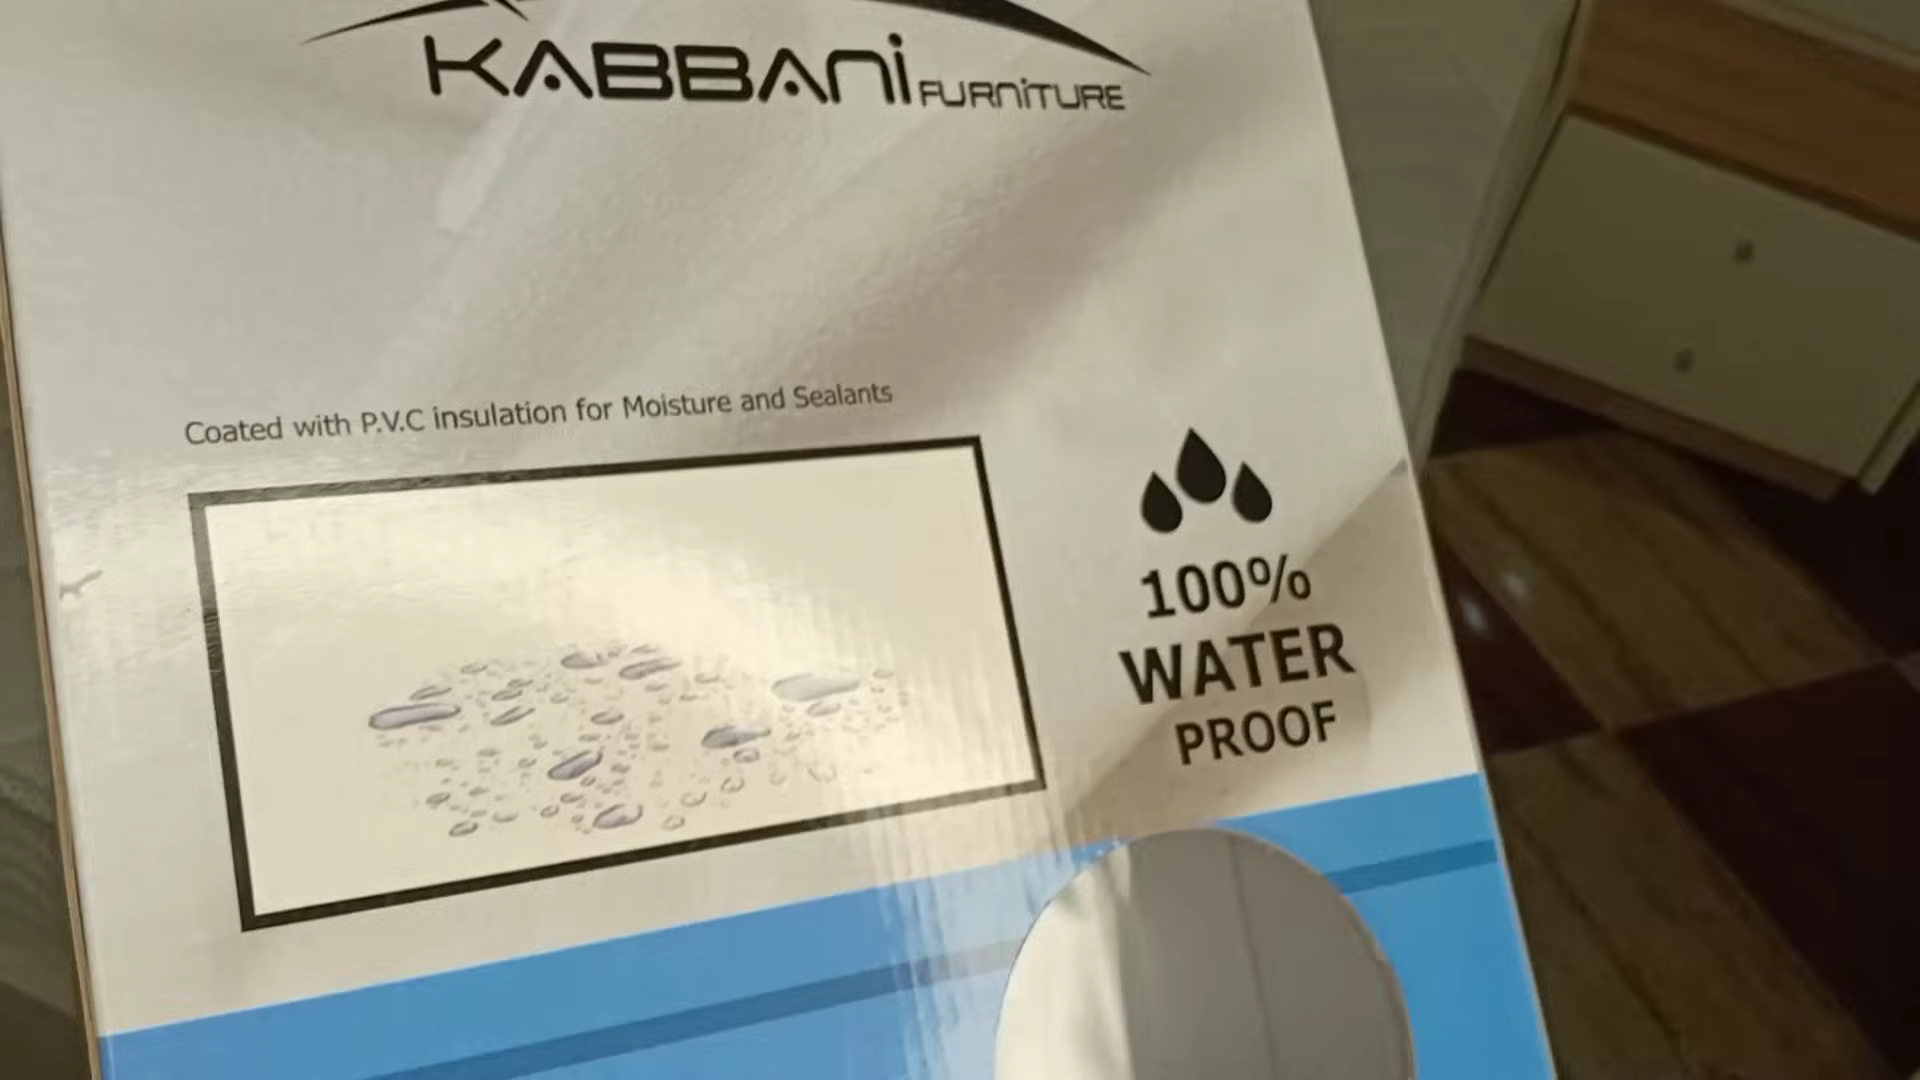 KABBANI FURNITURE
Coated with P.V.C insulation for Moisture and Sealants
100%
WATER
PROOF